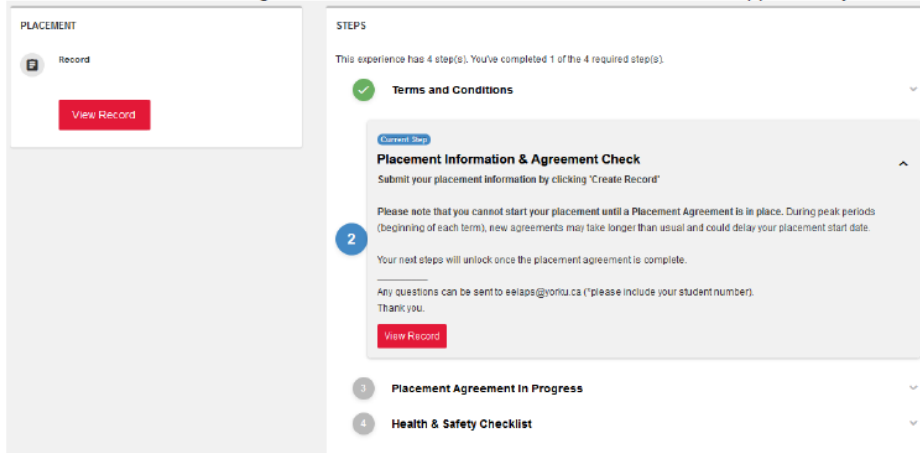 PLACEMENT
Record
View Record
STEPS
This experience has 4 step(s). You've completed 1 of the 4 required step(s).
Terms and Conditions
Current Step
Placement Information & Agreement Check
Submit your placement information by clicking 'Create Record'
Please note that you cannot start your placement until a Placement Agreement is in place. During peak periods
(beginning of each term), new agreements may take longer than usual and could delay your placement start date.
2
Your next steps will unlock once the placement agreement is complete.
Any questions can be sent to eelaps@yorku.ca (*please include your student number).
Thank you.
View Record
3 Placement Agreement In Progress
4 Health & Safety Checklist